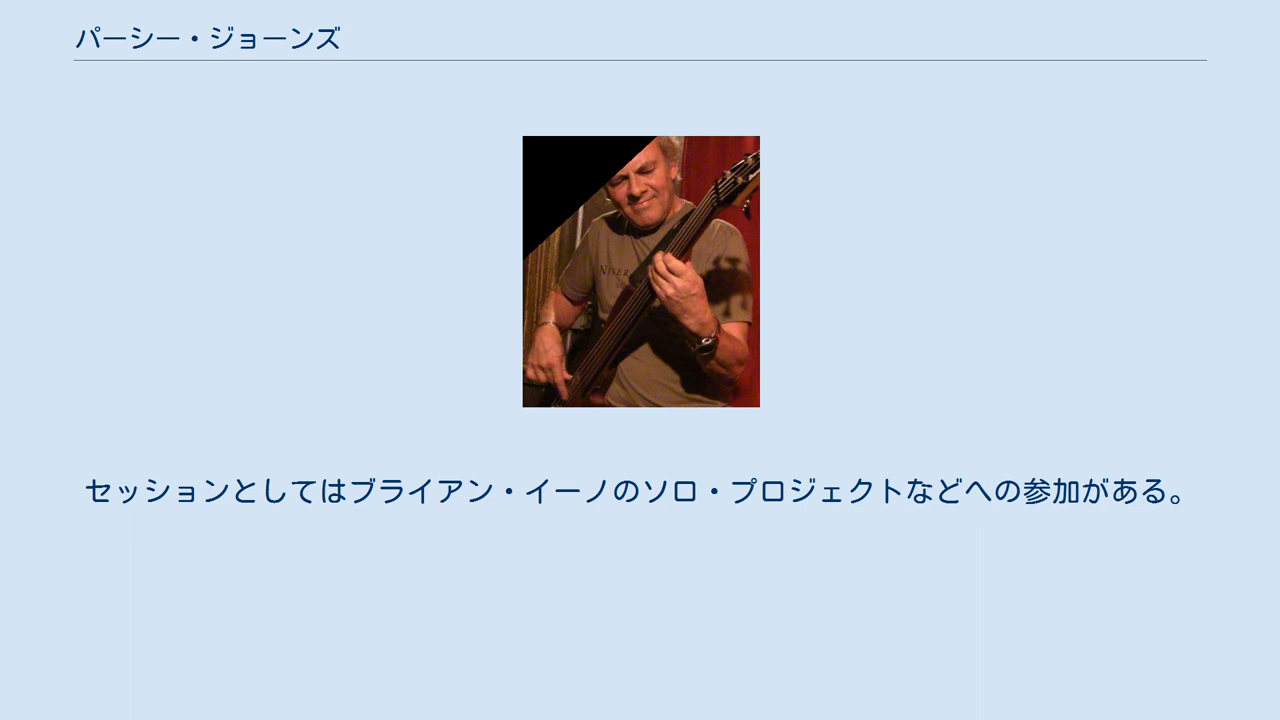 パーシー・ジョーンズ
セッションとしてはブライアン・イーノのソロ・プロジェクトなどへの参加がある。